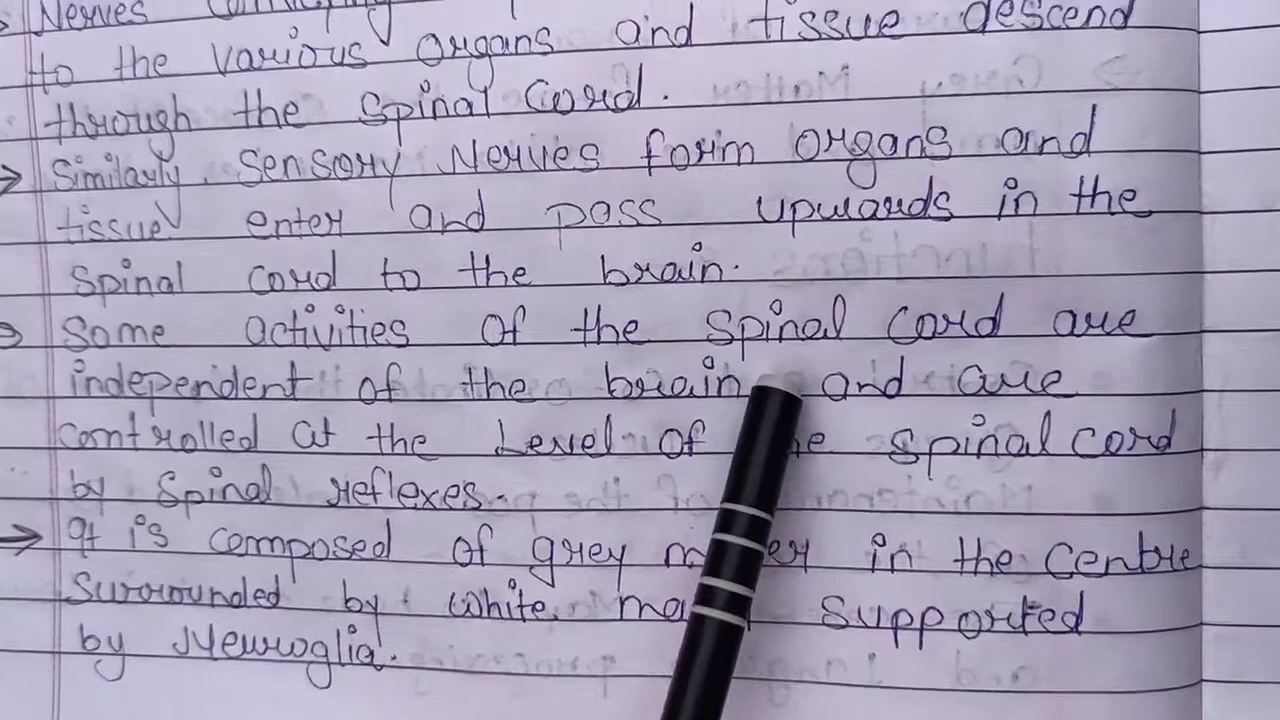 Nerves
to the various organs and tissue descend
through the Spinal Cord.
→ Similarly, Sensory Nerves form organs and
tissue enter and pass upwards in the
spinal cord to the brain.
→ Some activities of the spinal cord are
independent of the brain and are
controlled at the Level of the spinal cord
by Spinal reflexes.
→ It is composed of grey matter in the centre
Surrounded by White supported
by Neuroglia.